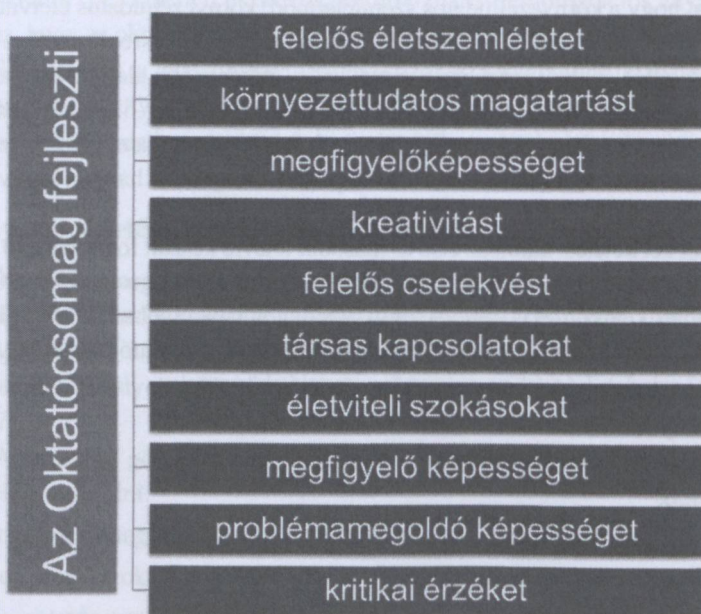 Az Oktatócsomag fejleszti
felelős életszemléletet
környezettudatos magatartást
megfigyelőképességet
kreativitást
felelős cselekvést
társas kapcsolatokat
életviteli szokásokat
megfigyelő képességet
problémamegoldó képességet
kritikai érzéket